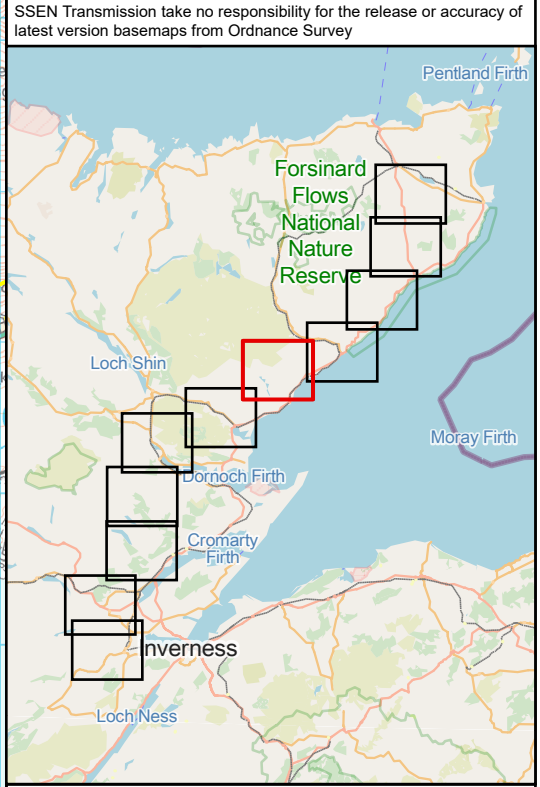 SSEN Transmission take no responsibility for the release or accuracy of
latest version basemaps from Ordnance Survey
Pentland Firth
Forsinard
Flows
National
Nature
Reserve
Loch Shin
Moray Firth
Dornoch Firth
Cromarty
Firth
Inverness
Loch Ness